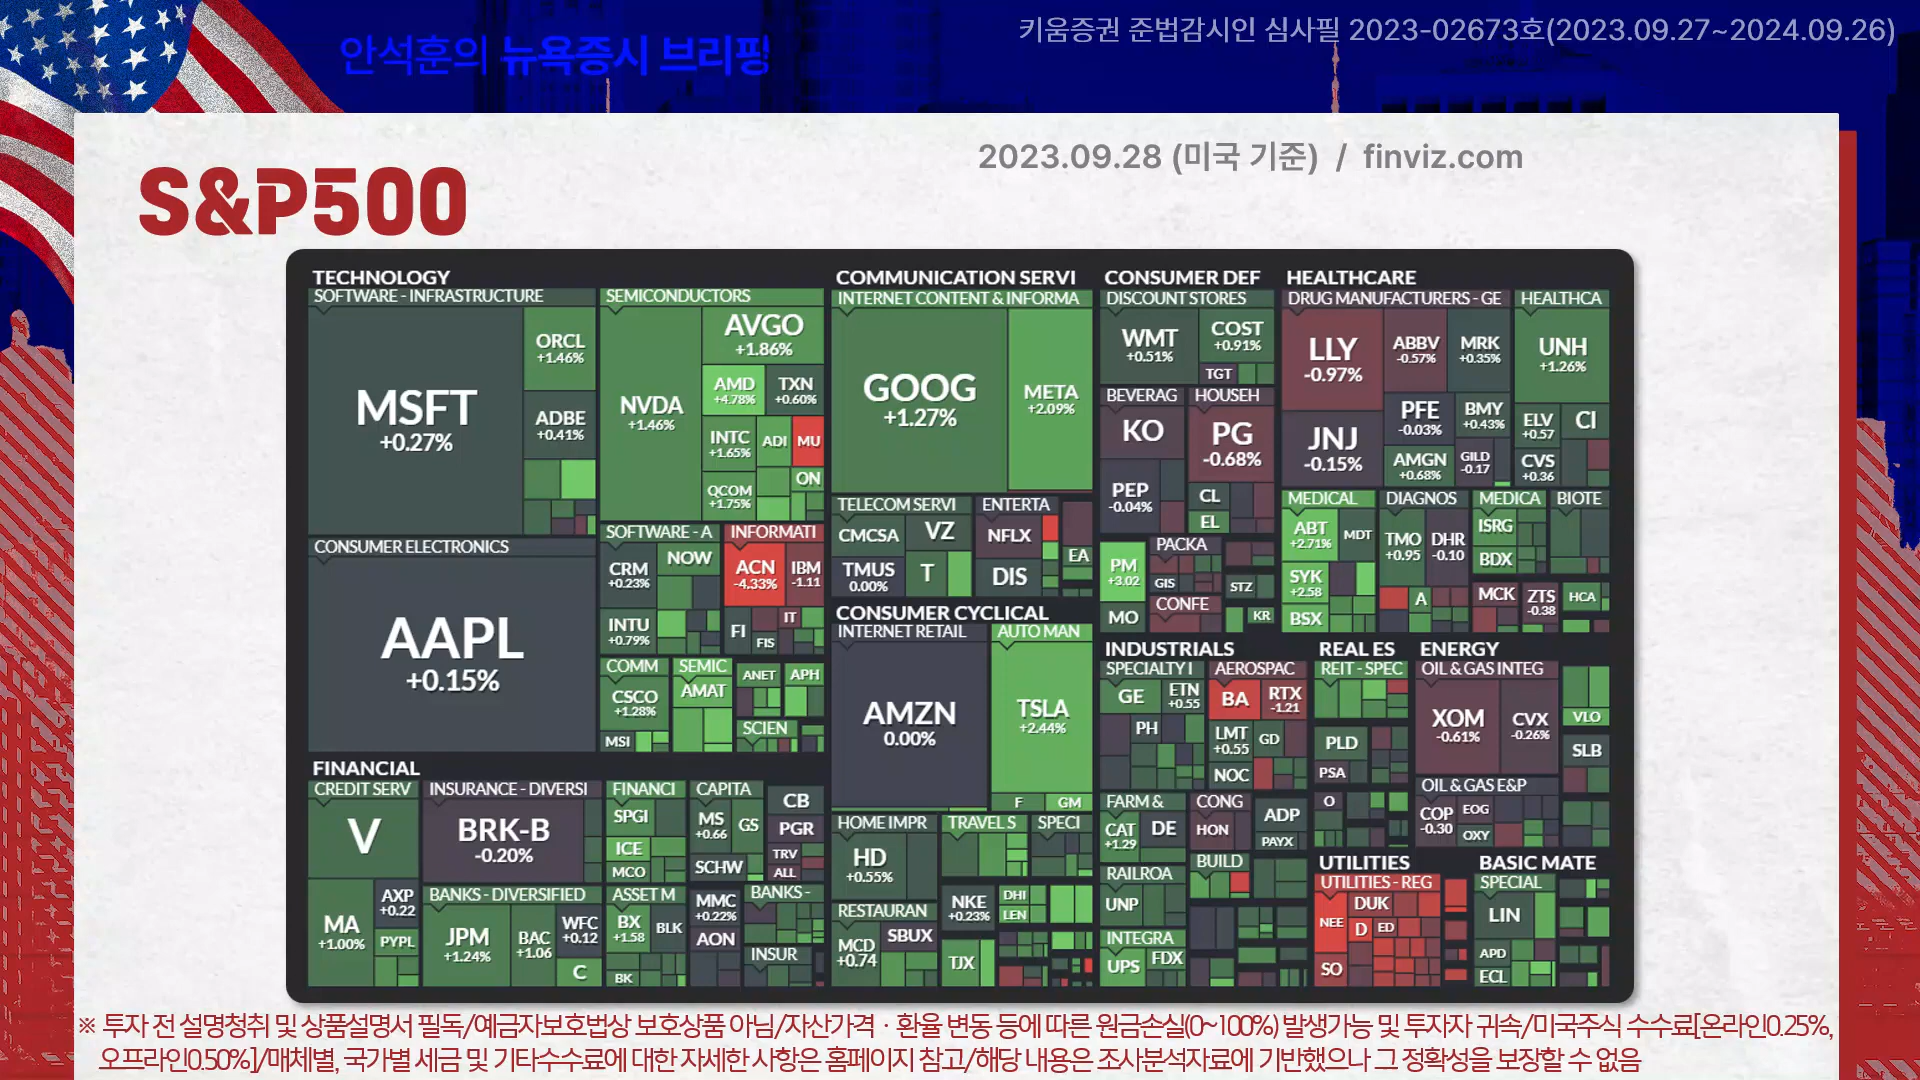 안석훈의 뉴욕증시 브리핑
키움증권 준법감시인 심사필 2023-02673호(2023.09.27~2024.09.26)
2023.09.28 (미국 기준) / finviz.com
S&P500
TECHNOLOGY
SOFTWARE - INFRASTRUCTURE
MSFT
+0.27%
ORCL
+1.46%
ADBE
+0.41%
SEMICONDUCTORS
NVDA
+1.46%
AVGO
+1.86%
AMD
+4.78%
TXN
+0.60%
INTC
+1.65%
ADI
MU
QCOM
+1.75%
ON
CONSUMER ELECTRONICS
AAPL
+0.15%
SOFTWARE - A
CRM
+0.23%
NOW
INTU
+0.79%
INFORMATI
ACN
-4.33%
IBM
-1.11
FI
IT
FIS
COMM
CSCO
+1.28%
MSI
SEMIC
AMAT
ANET
APH
SCIEN
COMMUNICATION SERVI
INTERNET CONTENT & INFORMA
GOOG
+1.27%
META
+2.09%
TELECOM SERVI
CMCSA
VZ
TMUS
0.00%
T
ENTERTA
NFLX
DIS
EA
CONSUMER CYCLICAL
INTERNET RETAIL
AMZN
0.00%
AUTO MAN
TSLA
+2.44%
F
GM
HOME IMPR
HD
+0.55%
TRAVEL S
SPECI
RESTAURAN
MCD
+0.74
SBUX
NKE
+0.23%
DHI
LEN
TJX
CONSUMER DEF
DISCOUNT STORES
WMT
+0.51%
COST
+0.91%
TGT
BEVERAG
KO
PEP
-0.04%
HOUSEH
PG
-0.68%
CL
EL
PM
+3.02
MO
PACKA
GIS
CONFE
STZ
KR
HEALTHCARE
DRUG MANUFACTURERS - GE
LLY
-0.97%
ABBV
-0.57%
MRK
+0.35%
JNJ
-0.15%
PFE
-0.03%
BMY
+0.43%
AMGN
+0.68%
GILD
-0.17
HEALTHCA
UNH
+1.26%
ELV
+0.57
CI
CVS
+0.36
MEDICAL
ABT
+2.71%
MDT
SYK
+2.58
BSX
DIAGNOS
TMO
+0.95
DHR
-0.10
A
MEDICA
ISRG
BDX
BIOTE
MCK
ZTS
-0.38
HCA
FINANCIAL
CREDIT SERV
V
MA
+1.00%
AXP
+0.22
PYPL
INSURANCE - DIVERSI
BRK-B
-0.20%
BANKS - DIVERSIFIED
JPM
+1.24%
BAC
+1.06
WFC
+0.12
C
FINANCI
SPGI
ICE
MCO
ASSET M
BX
+1.58
BLK
BK
CAPITA
MS
+0.66
GS
SCHW
CB
PGR
TRV
ALL
MMC
+0.22%
AON
BANKS -
INSUR
INDUSTRIALS
SPECIALTY I
GE
ETN
+0.55
PH
AEROSPAC
BA
RTX
-1.21
LMT
+0.55
GD
NOC
FARM &
CAT
+1.29
DE
CONG
HON
ADP
PAYX
RAILROA
UNP
BUILD
INTEGRA
UPS
FDX
REAL ES
REIT - SPEC
PLD
PSA
O
ENERGY
OIL & GAS INTEG
XOM
-0.61%
CVX
-0.26%
VLO
SLB
OIL & GAS E&P
COP
-0.30
EOG
OXY
UTILITIES
UTILITIES - REG
NEE
DUK
D
ED
SO
BASIC MATE
SPECIAL
LIN
APD
ECL
※ 투자 전 설명청취 및 상품설명서 필독/예금자보호법상 보호상품 아님/자산가격 · 환율 변동 등에 따른 원금손실(0~100%) 발생가능 및 투자자 귀속/미국주식 수수료[온라인0.25%,
오프라인0.50%]/매체별, 국가별 세금 및 기타수수료에 대한 자세한 사항은 홈페이지 참고/해당 내용은 조사분석자료에 기반했으나 그 정확성을 보장할 수 없음